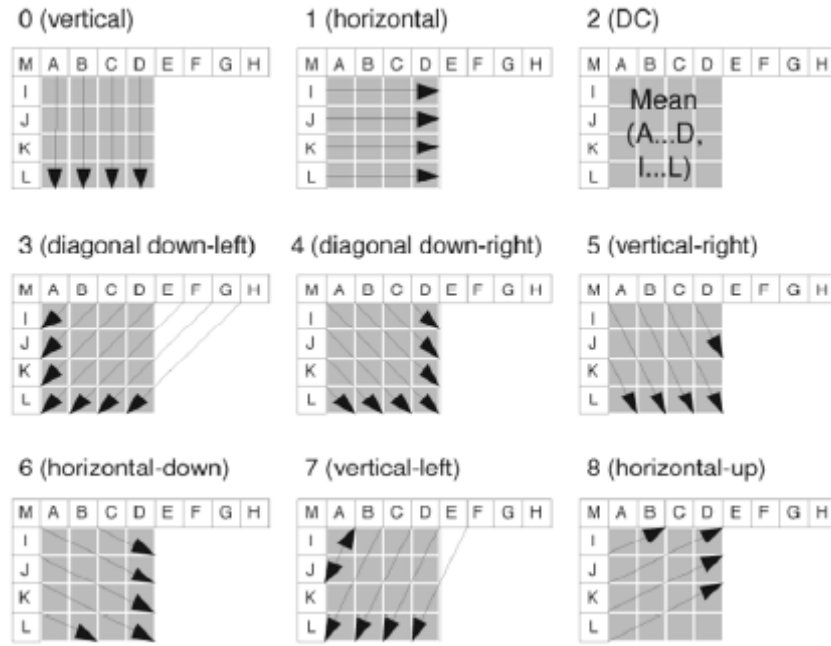 0 (vertical)
1 (horizontal)
2 (DC)
M A B C D E F G H
M A B C D E F G H
M A B C D E F G H
I
I
I
Mean
J
J
J
(A...D,
K
K
K
I...L)
L
L
L
3 (diagonal down-left)
4 (diagonal down-right)
5 (vertical-right)
M A B C D E F G H
M A B C D E F G H
M A B C D E F G H
I
I
I
J
J
J
K
K
K
L
L
L
6 (horizontal-down)
7 (vertical-left)
8 (horizontal-up)
M A B C D E F G H
M A B C D E F G H
M A B C D E F G H
I
I
I
J
J
J
K
K
K
L
L
L